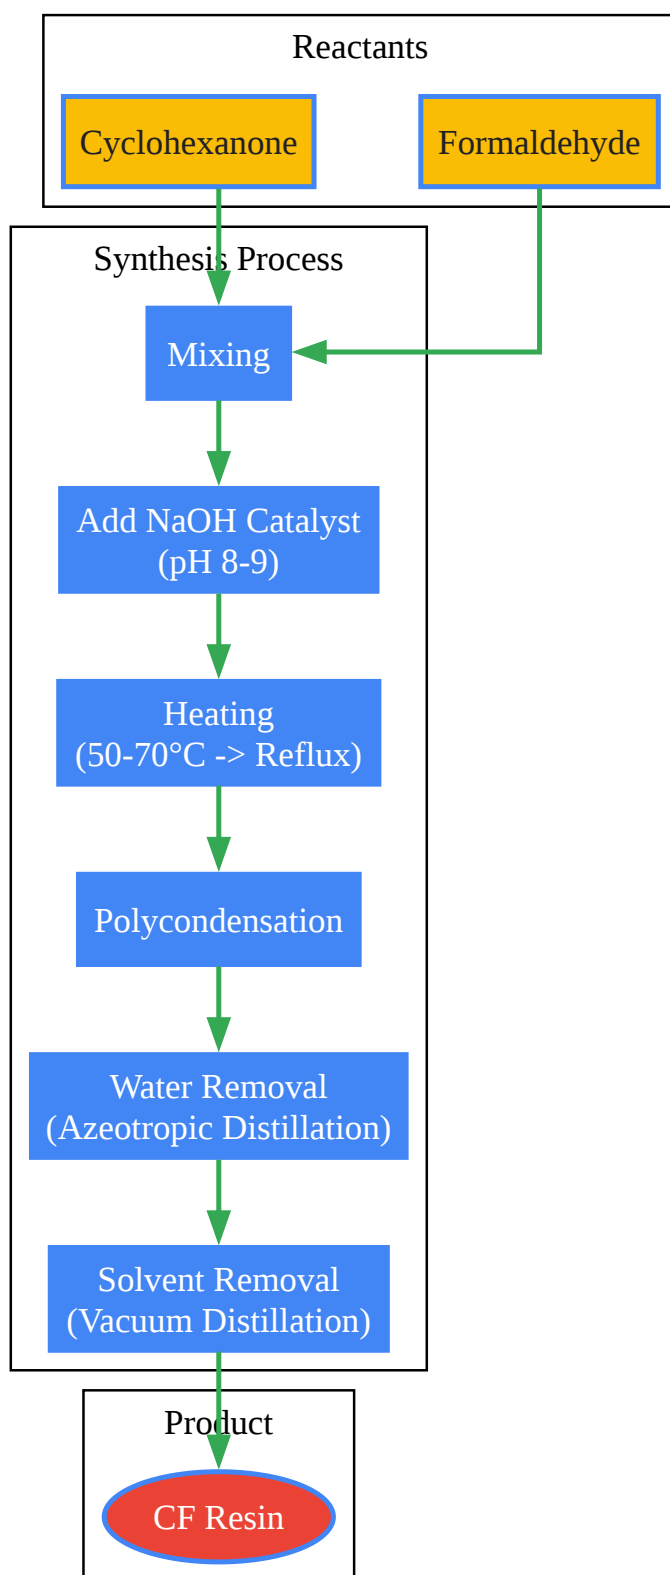 Reactants
Cyclohexanone
Formaldehyde
Synthesis Process
Mixing
Add NaOH Catalyst
(pH 8-9)
Heating
(50-70°C -> Reflux)
Polycondensation
Water Removal
(Azeotropic Distillation)
Solvent Removal
(Vacuum Distillation)
Product
CF Resin